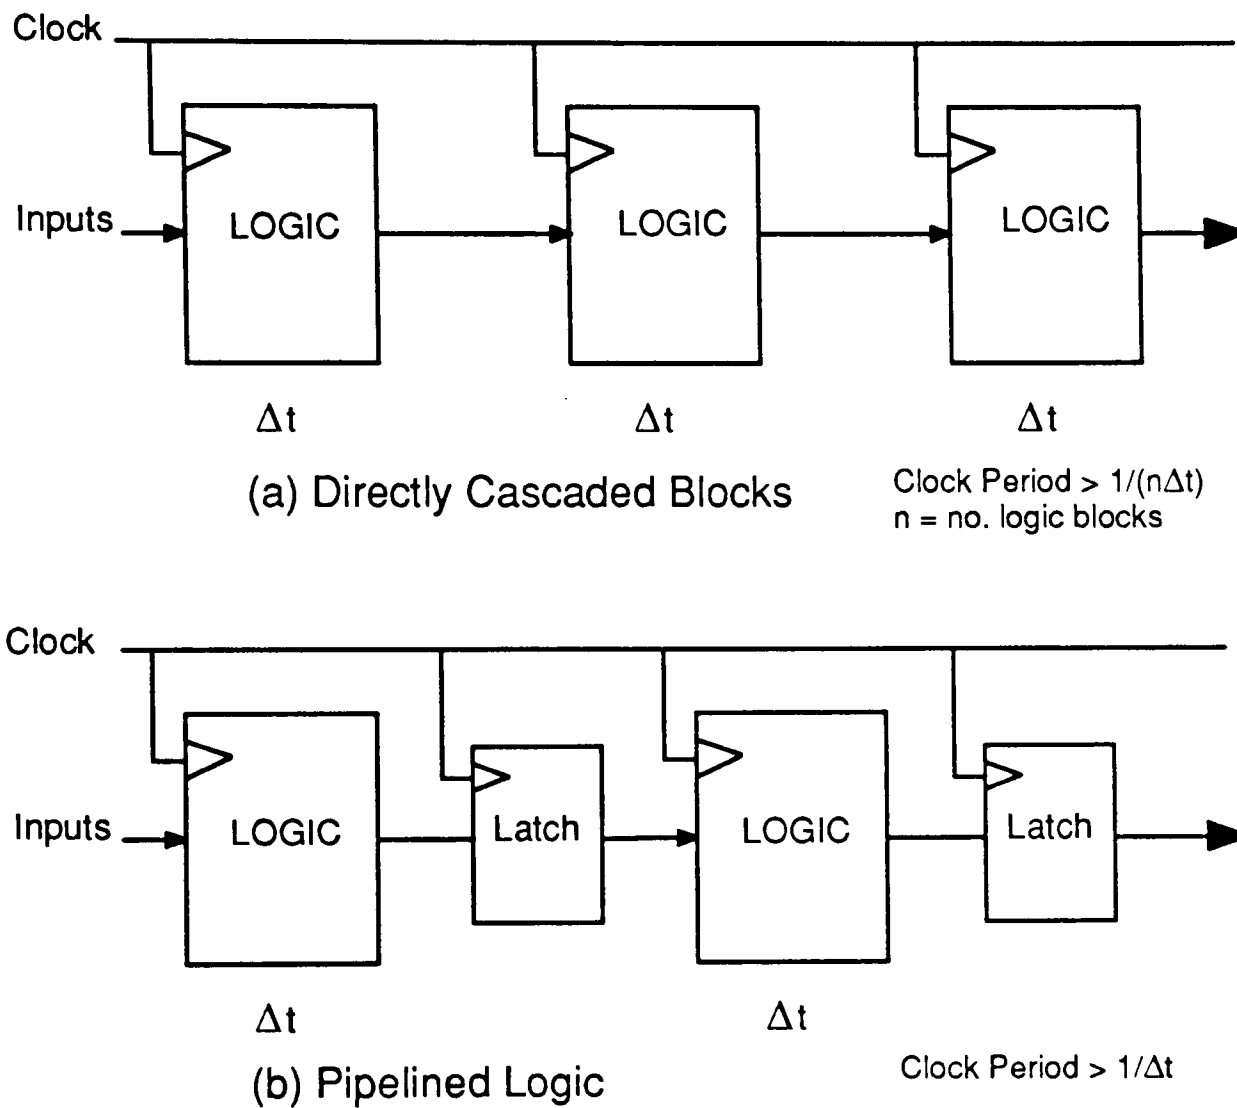 Clock
Inputs
LOGIC
LOGIC
LOGIC
Δt
Δt
Δt
(a) Directly Cascaded Blocks
Clock Period > 1/(nΔt)
n = no. logic blocks
Clock
Inputs
LOGIC
Latch
LOGIC
Latch
Δt
Δt
(b) Pipelined Logic
Clock Period > 1/Δt